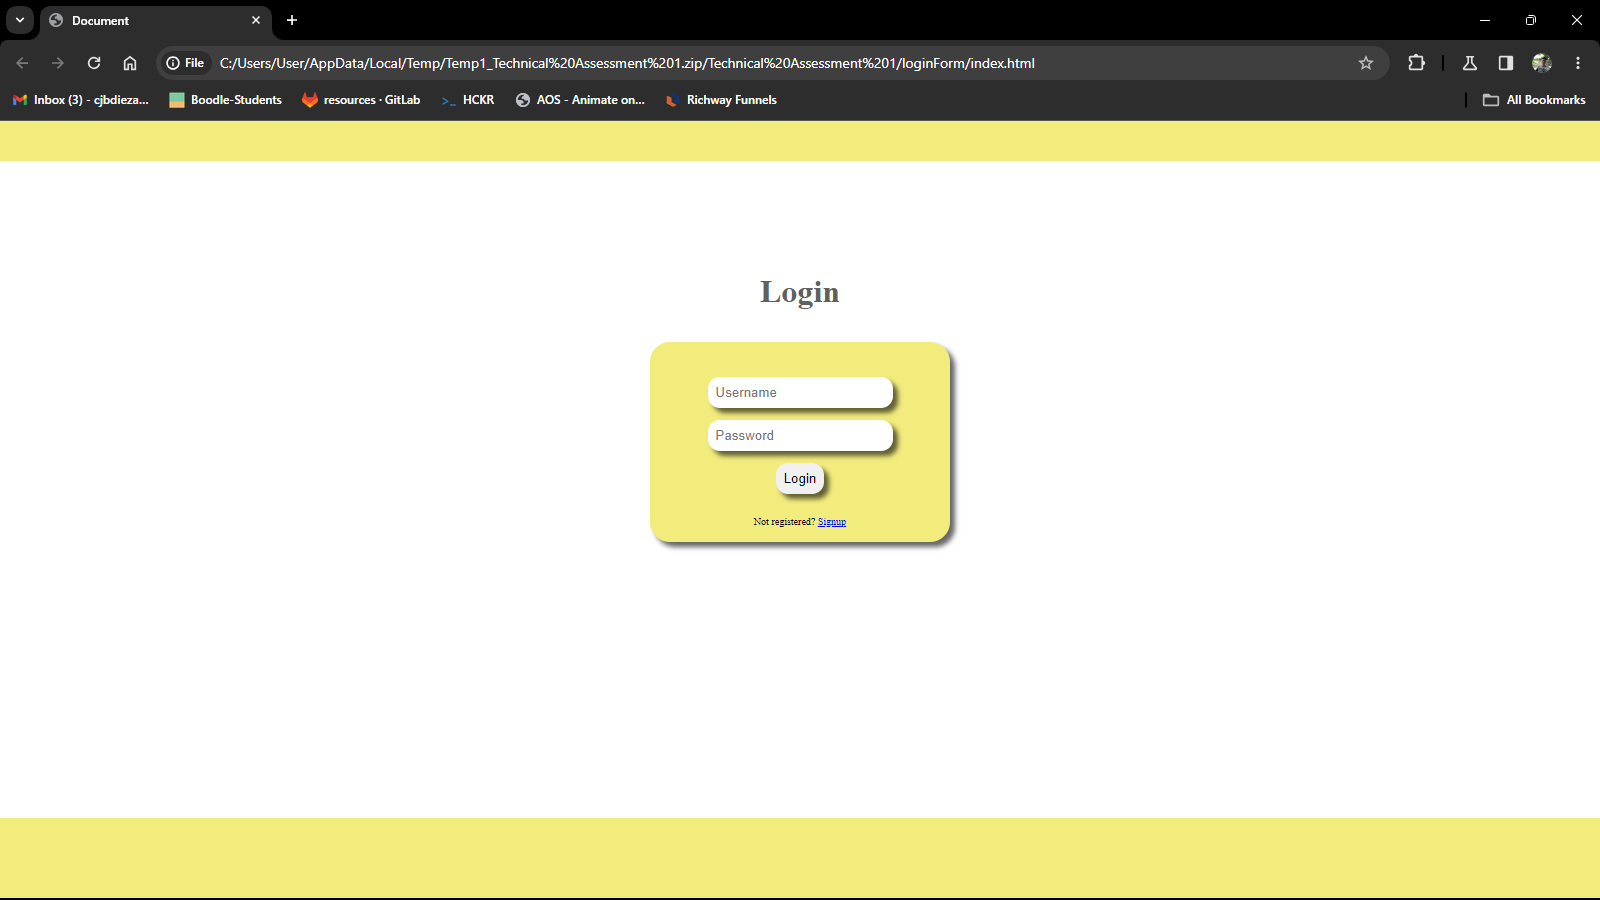 Document
File C:/Users/User/AppData/Local/Temp/Temp1_Technical%20Assessment%201.zip/Technical%20Assessment%201/loginForm/index.html
Inbox (3) - cjbdieza... Boodle-Students resources · GitLab >_ HCKR AOS - Animate on... Richway Funnels All Bookmarks
Login
Username
Password
Login
Not registered? Signup